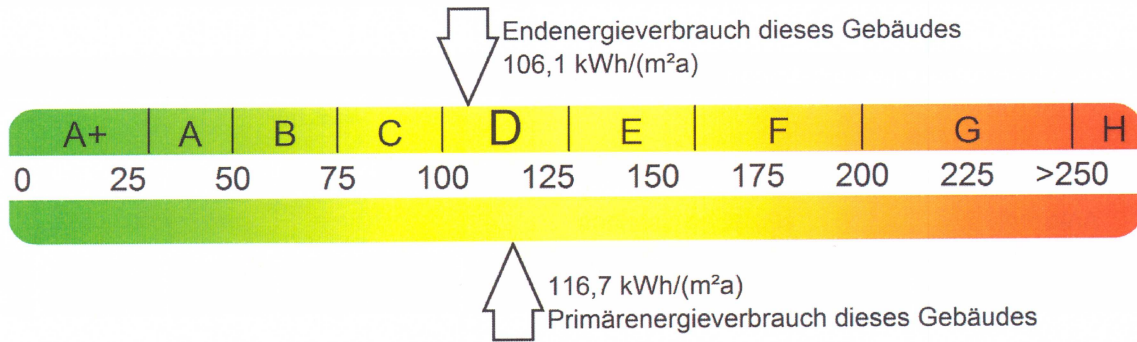 Endenergieverbrauch dieses Gebäudes
106,1 kWh/(m²a)
A+ A B C D E F G H
0 25 50 75 100 125 150 175 200 225 >250
116,7 kWh/(m²a)
Primärenergieverbrauch dieses Gebäudes